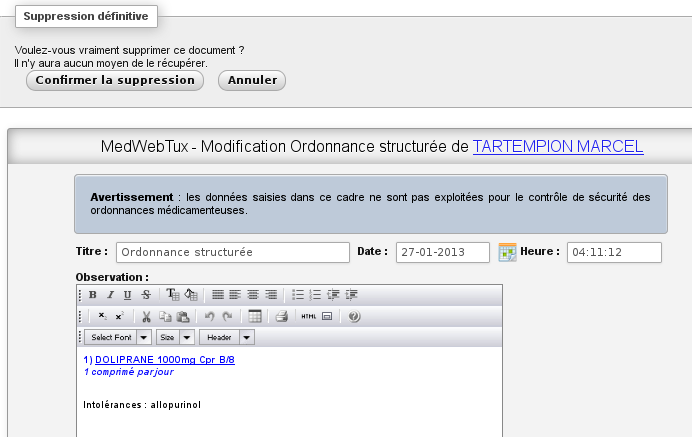 Suppression définitive
Voulez-vous vraiment supprimer ce document ?
Il n'y aura aucun moyen de le récupérer.
Confirmer la suppression Annuler
MedWebTux - Modification Ordonnance structurée de TARTEMPION MARCEL
Avertissement : les données saisies dans ce cadre ne sont pas exploitées pour le contrôle de sécurité des
ordonnances médicamenteuses.
Titre : Ordonnance structurée Date : 27-01-2013 Heure : 04:11:12
Observation :
B I U S T
x x² HTML
Select Font Size Header
1) DOLIPRANE 1000mg Cpr B/8
1 comprimé par jour
Intolérances : allopurinol